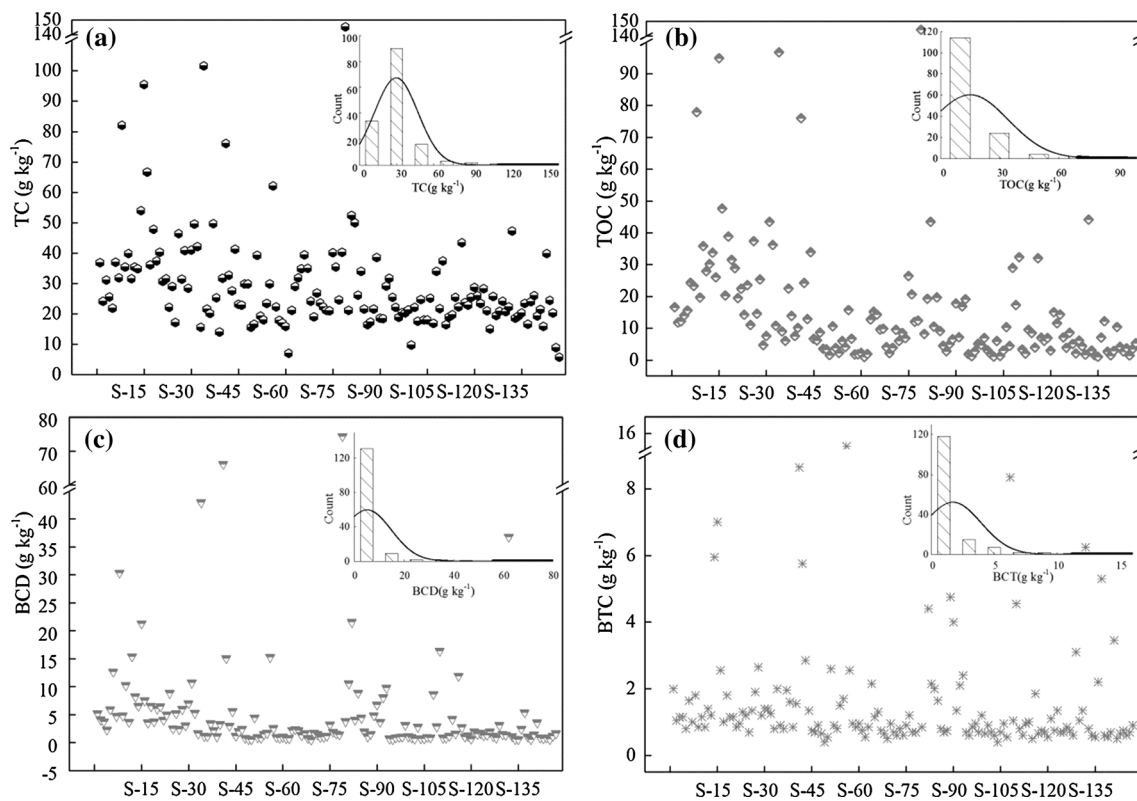 (a)
TC (g kg⁻¹)
150
140
100
90
80
70
60
50
40
30
20
10
0
S-15 S-30 S-45 S-60 S-75 S-90 S-105 S-120 S-135
Count
100
80
60
40
20
0
0 30 60 90 120 150
TC(g kg⁻¹)
(b)
TOC (g kg⁻¹)
150
140
90
80
70
60
50
40
30
20
10
0
S-15 S-30 S-45 S-60 S-75 S-90 S-105 S-120 S-135
Count
120
100
80
60
40
20
0
0 30 60 90
TOC(g kg⁻¹)
(c)
BCD (g kg⁻¹)
80
70
60
40
35
30
25
20
15
10
5
0
-5
S-15 S-30 S-45 S-60 S-75 S-90 S-105 S-120 S-135
Count
120
80
40
0
0 20 40 60 80
BCD(g kg⁻¹)
(d)
BTC (g kg⁻¹)
16
8
6
4
2
0
S-15 S-30 S-45 S-60 S-75 S-90 S-105 S-120 S-135
Count
120
80
40
0
0 5 10 15
BCT(g kg⁻¹)